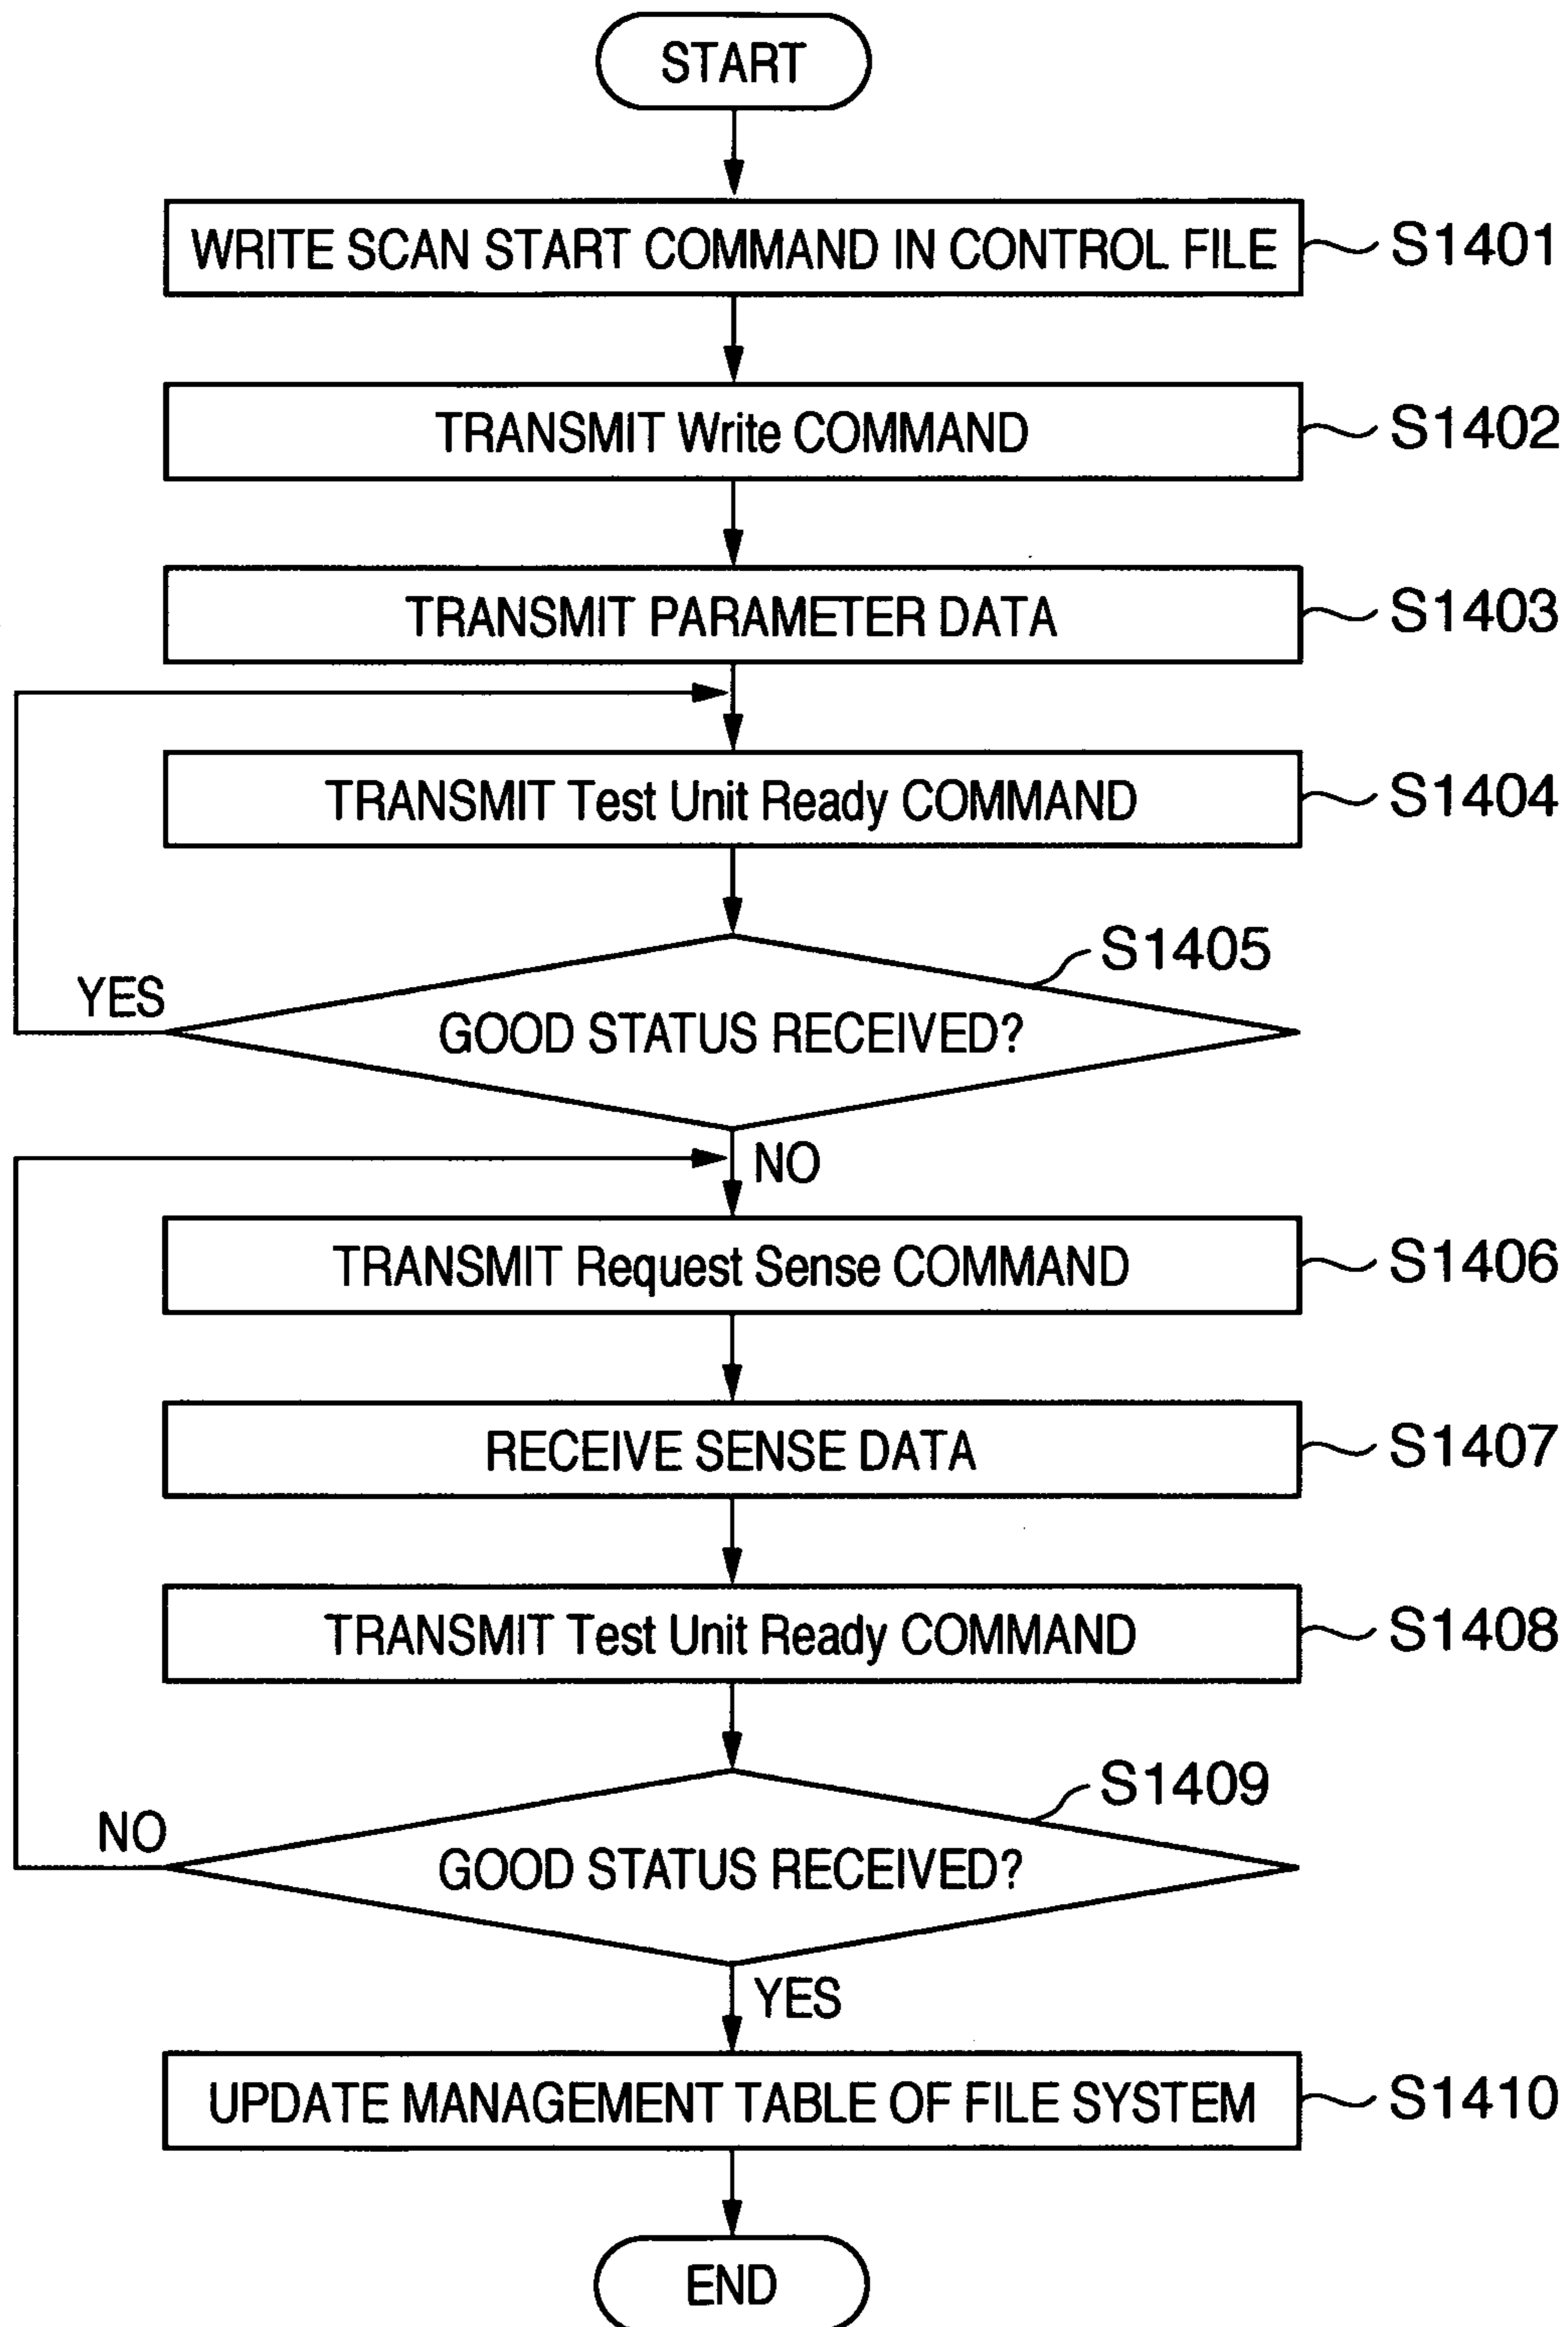 START
WRITE SCAN START COMMAND IN CONTROL FILE
S1401
TRANSMIT Write COMMAND
S1402
TRANSMIT PARAMETER DATA
S1403
TRANSMIT Test Unit Ready COMMAND
S1404
S1405
YES
GOOD STATUS RECEIVED?
NO
TRANSMIT Request Sense COMMAND
S1406
RECEIVE SENSE DATA
S1407
TRANSMIT Test Unit Ready COMMAND
S1408
S1409
NO
GOOD STATUS RECEIVED?
YES
UPDATE MANAGEMENT TABLE OF FILE SYSTEM
S1410
END